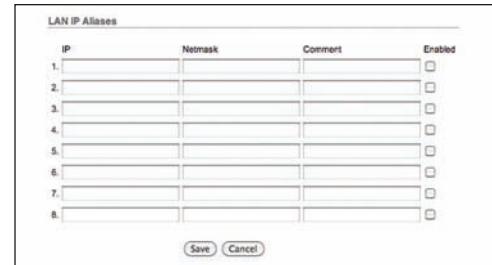 LAN IP Aliases
IP Netmask Comment Enabled
1.
2.
3.
4.
5.
6.
7.
8.
Save Cancel